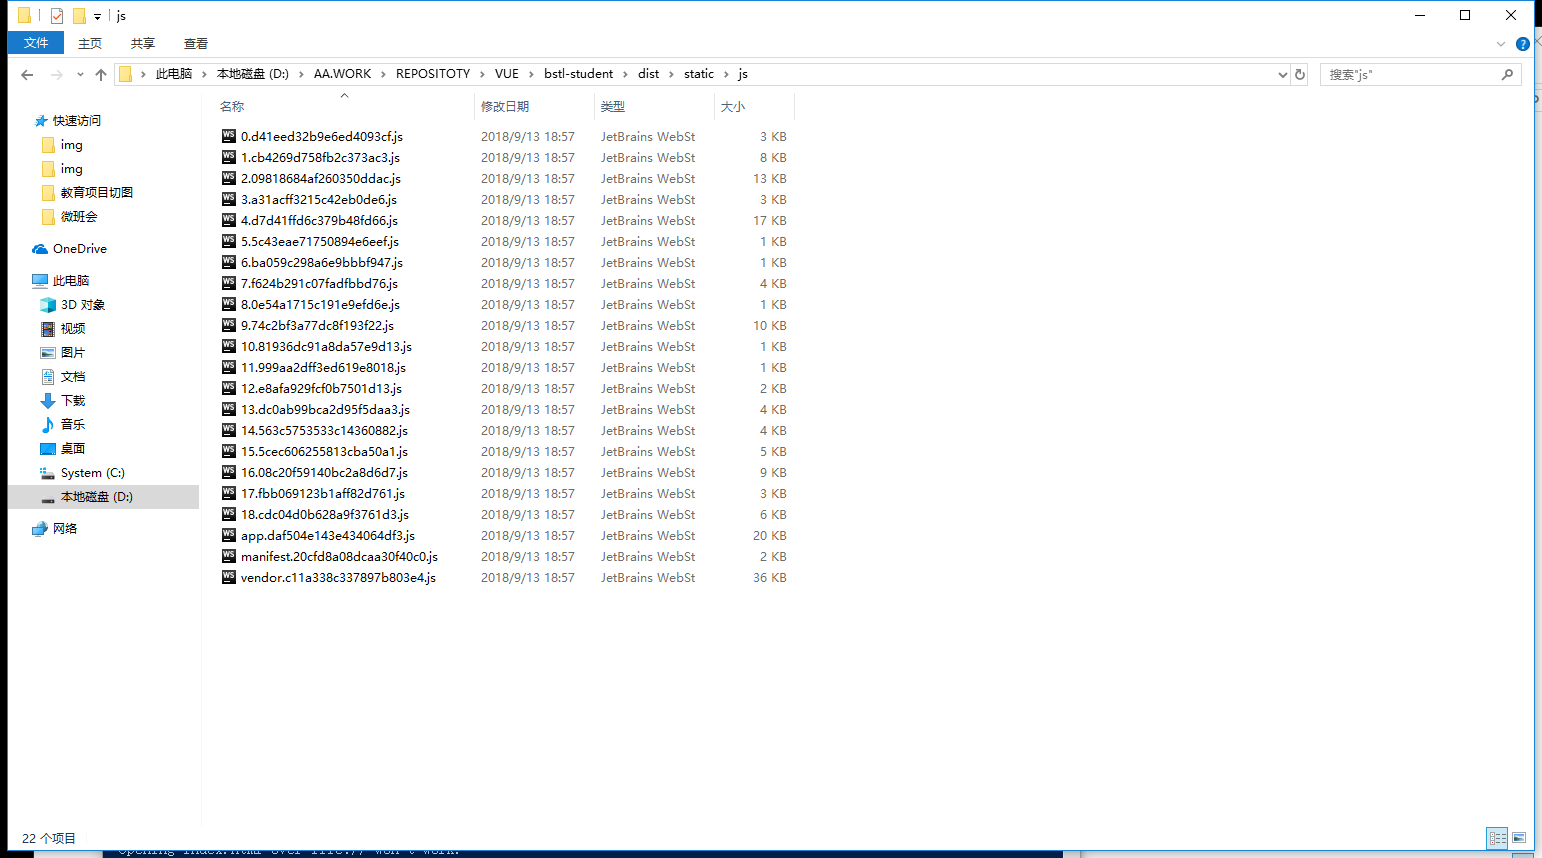 js
文件 主页 共享 查看
此电脑 本地磁盘 (D:) AA.WORK REPOSITOTY VUE bstl-student dist static js
搜索"js"
名称 修改日期 类型 大小
快速访问
img
img
教育项目切图
微班会
OneDrive
此电脑
3D 对象
视频
图片
文档
下载
音乐
桌面
System (C:)
本地磁盘 (D:)
网络
0.d41eed32b9e6ed4093cf.js 2018/9/13 18:57 JetBrains WebSt 3 KB
1.cb4269d758fb2c373ac3.js 2018/9/13 18:57 JetBrains WebSt 8 KB
2.09818684af260350ddac.js 2018/9/13 18:57 JetBrains WebSt 13 KB
3.a31acff3215c42eb0de6.js 2018/9/13 18:57 JetBrains WebSt 3 KB
4.d7d41ffd6c379b48fd66.js 2018/9/13 18:57 JetBrains WebSt 17 KB
5.5c43eae71750894e6eef.js 2018/9/13 18:57 JetBrains WebSt 1 KB
6.ba059c298a6e9bbbf947.js 2018/9/13 18:57 JetBrains WebSt 1 KB
7.f624b291c07fadfbbd76.js 2018/9/13 18:57 JetBrains WebSt 4 KB
8.0e54a1715c191e9efd6e.js 2018/9/13 18:57 JetBrains WebSt 1 KB
9.74c2bf3a77dc8f193f22.js 2018/9/13 18:57 JetBrains WebSt 10 KB
10.81936dc91a8da57e9d13.js 2018/9/13 18:57 JetBrains WebSt 1 KB
11.999aa2dff3ed619e8018.js 2018/9/13 18:57 JetBrains WebSt 1 KB
12.e8afa929fcf0b7501d13.js 2018/9/13 18:57 JetBrains WebSt 2 KB
13.dc0ab99bca2d95f5daa3.js 2018/9/13 18:57 JetBrains WebSt 4 KB
14.563c5753533c14360882.js 2018/9/13 18:57 JetBrains WebSt 4 KB
15.5cec606255813cba50a1.js 2018/9/13 18:57 JetBrains WebSt 5 KB
16.08c20f59140bc2a8d6d7.js 2018/9/13 18:57 JetBrains WebSt 9 KB
17.fbb069123b1aff82d761.js 2018/9/13 18:57 JetBrains WebSt 3 KB
18.cdc04d0b628a9f3761d3.js 2018/9/13 18:57 JetBrains WebSt 6 KB
app.daf504e143e434064df3.js 2018/9/13 18:57 JetBrains WebSt 20 KB
manifest.20cfd8a08dcaa30f40c0.js 2018/9/13 18:57 JetBrains WebSt 2 KB
vendor.c11a338c337897b803e4.js 2018/9/13 18:57 JetBrains WebSt 36 KB
22 个项目
Opening index.html over file:// won't work.